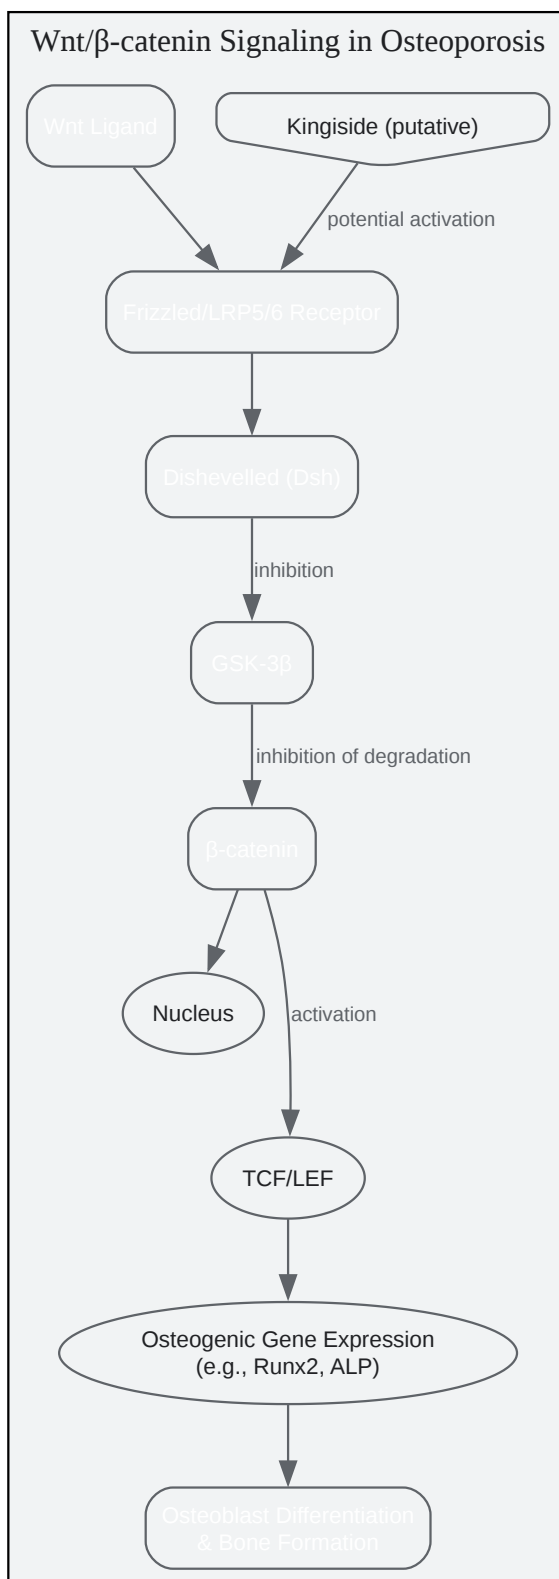 Wnt/β-catenin Signaling in Osteoporosis
Wnt Ligand
Kingiside (putative)
potential activation
Frizzled/LRP5/6 Receptor
Dishevelled (Dsh)
inhibition
GSK-3β
inhibition of degradation
β-catenin
Nucleus
activation
TCF/LEF
Osteogenic Gene Expression
(e.g., Runx2, ALP)
Osteoblast Differentiation
& Bone Formation